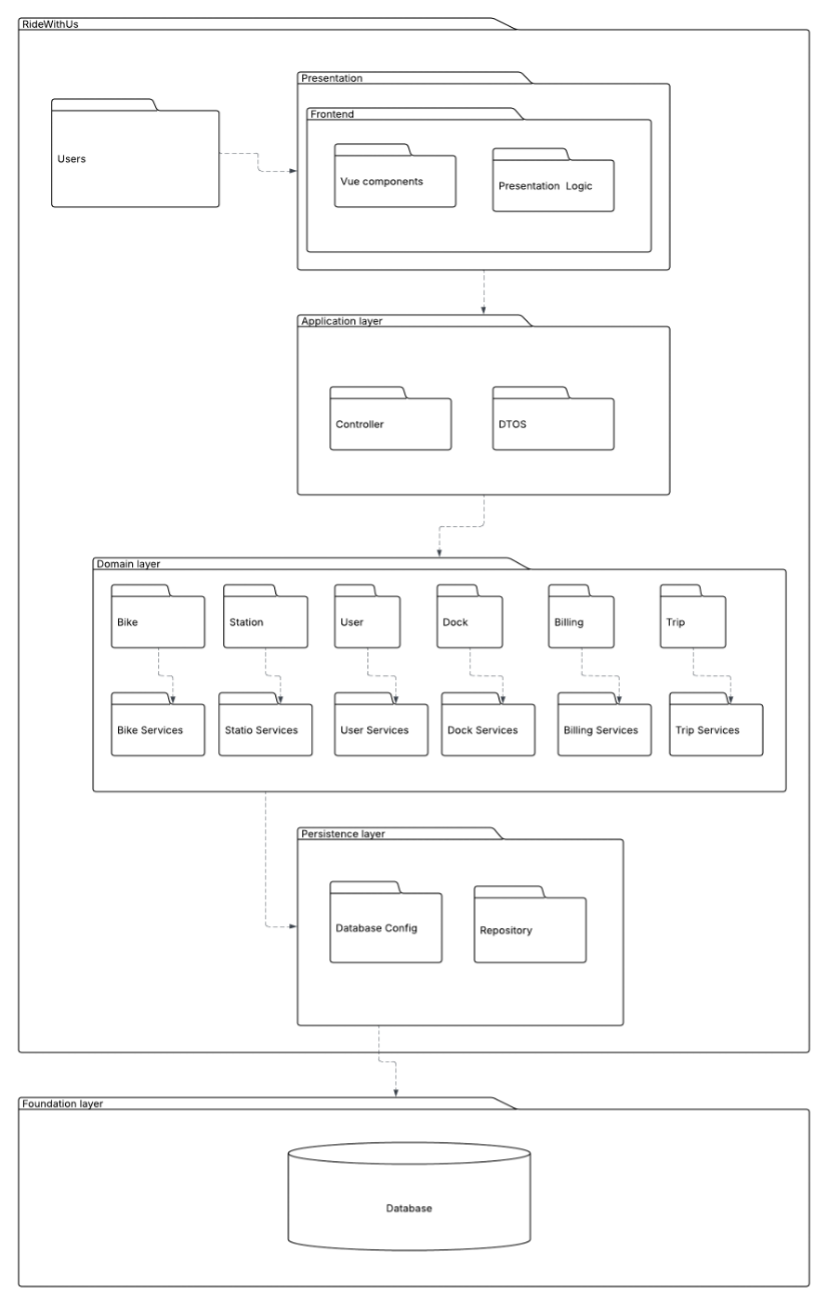 RideWithUs
Presentation
Frontend
Users
Vue components
Presentation Logic
Application layer
Controller
DTOS
Domain layer
Bike
Station
User
Dock
Billing
Trip
Bike Services
Statio Services
User Services
Dock Services
Billing Services
Trip Services
Persistence layer
Database Config
Repository
Foundation layer
Database